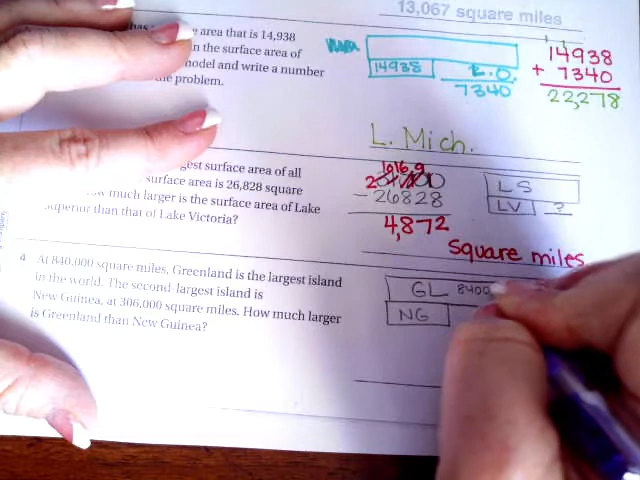 13,067 square miles
area that is 14,938
in the surface area of
model and write a number
the problem.
14938 L.O.
7340
14938
+ 7340
22,278
L. Mich.
gest surface area of all
surface area is 26,828 square
much larger is the surface area of Lake
Superior than that of Lake Victoria?
10 16 9
2
- 26828
4,872
Square miles
LS
LV ?
4. At 840,000 square miles, Greenland is the largest island
in the world. The second-largest island is
New Guinea, at 306,000 square miles. How much larger
is Greenland than New Guinea?
GL 8400
NG